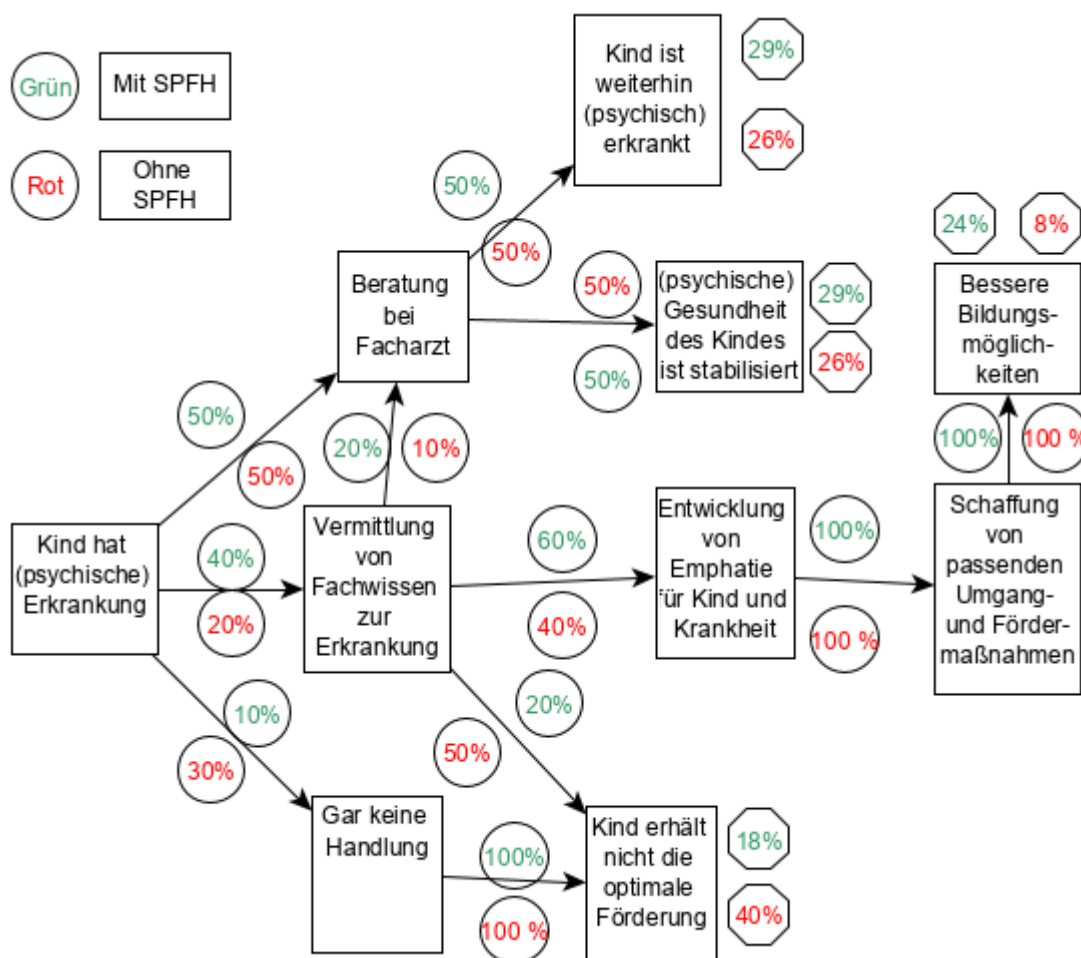 Grün
Mit SPFH
Rot
Ohne
SPFH
Kind ist
weiterhin
(psychisch)
erkrankt
29%
26%
50%
50%
Beratung
bei
Facharzt
50%
50%
(psychische)
Gesundheit
des Kindes
ist stabilisiert
29%
26%
24%
8%
Bessere
Bildungs-
möglich-
keiten
100%
100 %
50%
50%
20%
10%
Kind hat
(psychische)
Erkrankung
40%
20%
Vermittlung
von
Fachwissen
zur
Erkrankung
60%
40%
Entwicklung
von
Emphatie
für Kind und
Krankheit
100%
100 %
Schaffung
von
passenden
Umgang-
und Förder-
maßnahmen
10%
30%
20%
50%
Gar keine
Handlung
100%
100 %
Kind erhält
nicht die
optimale
Förderung
18%
40%